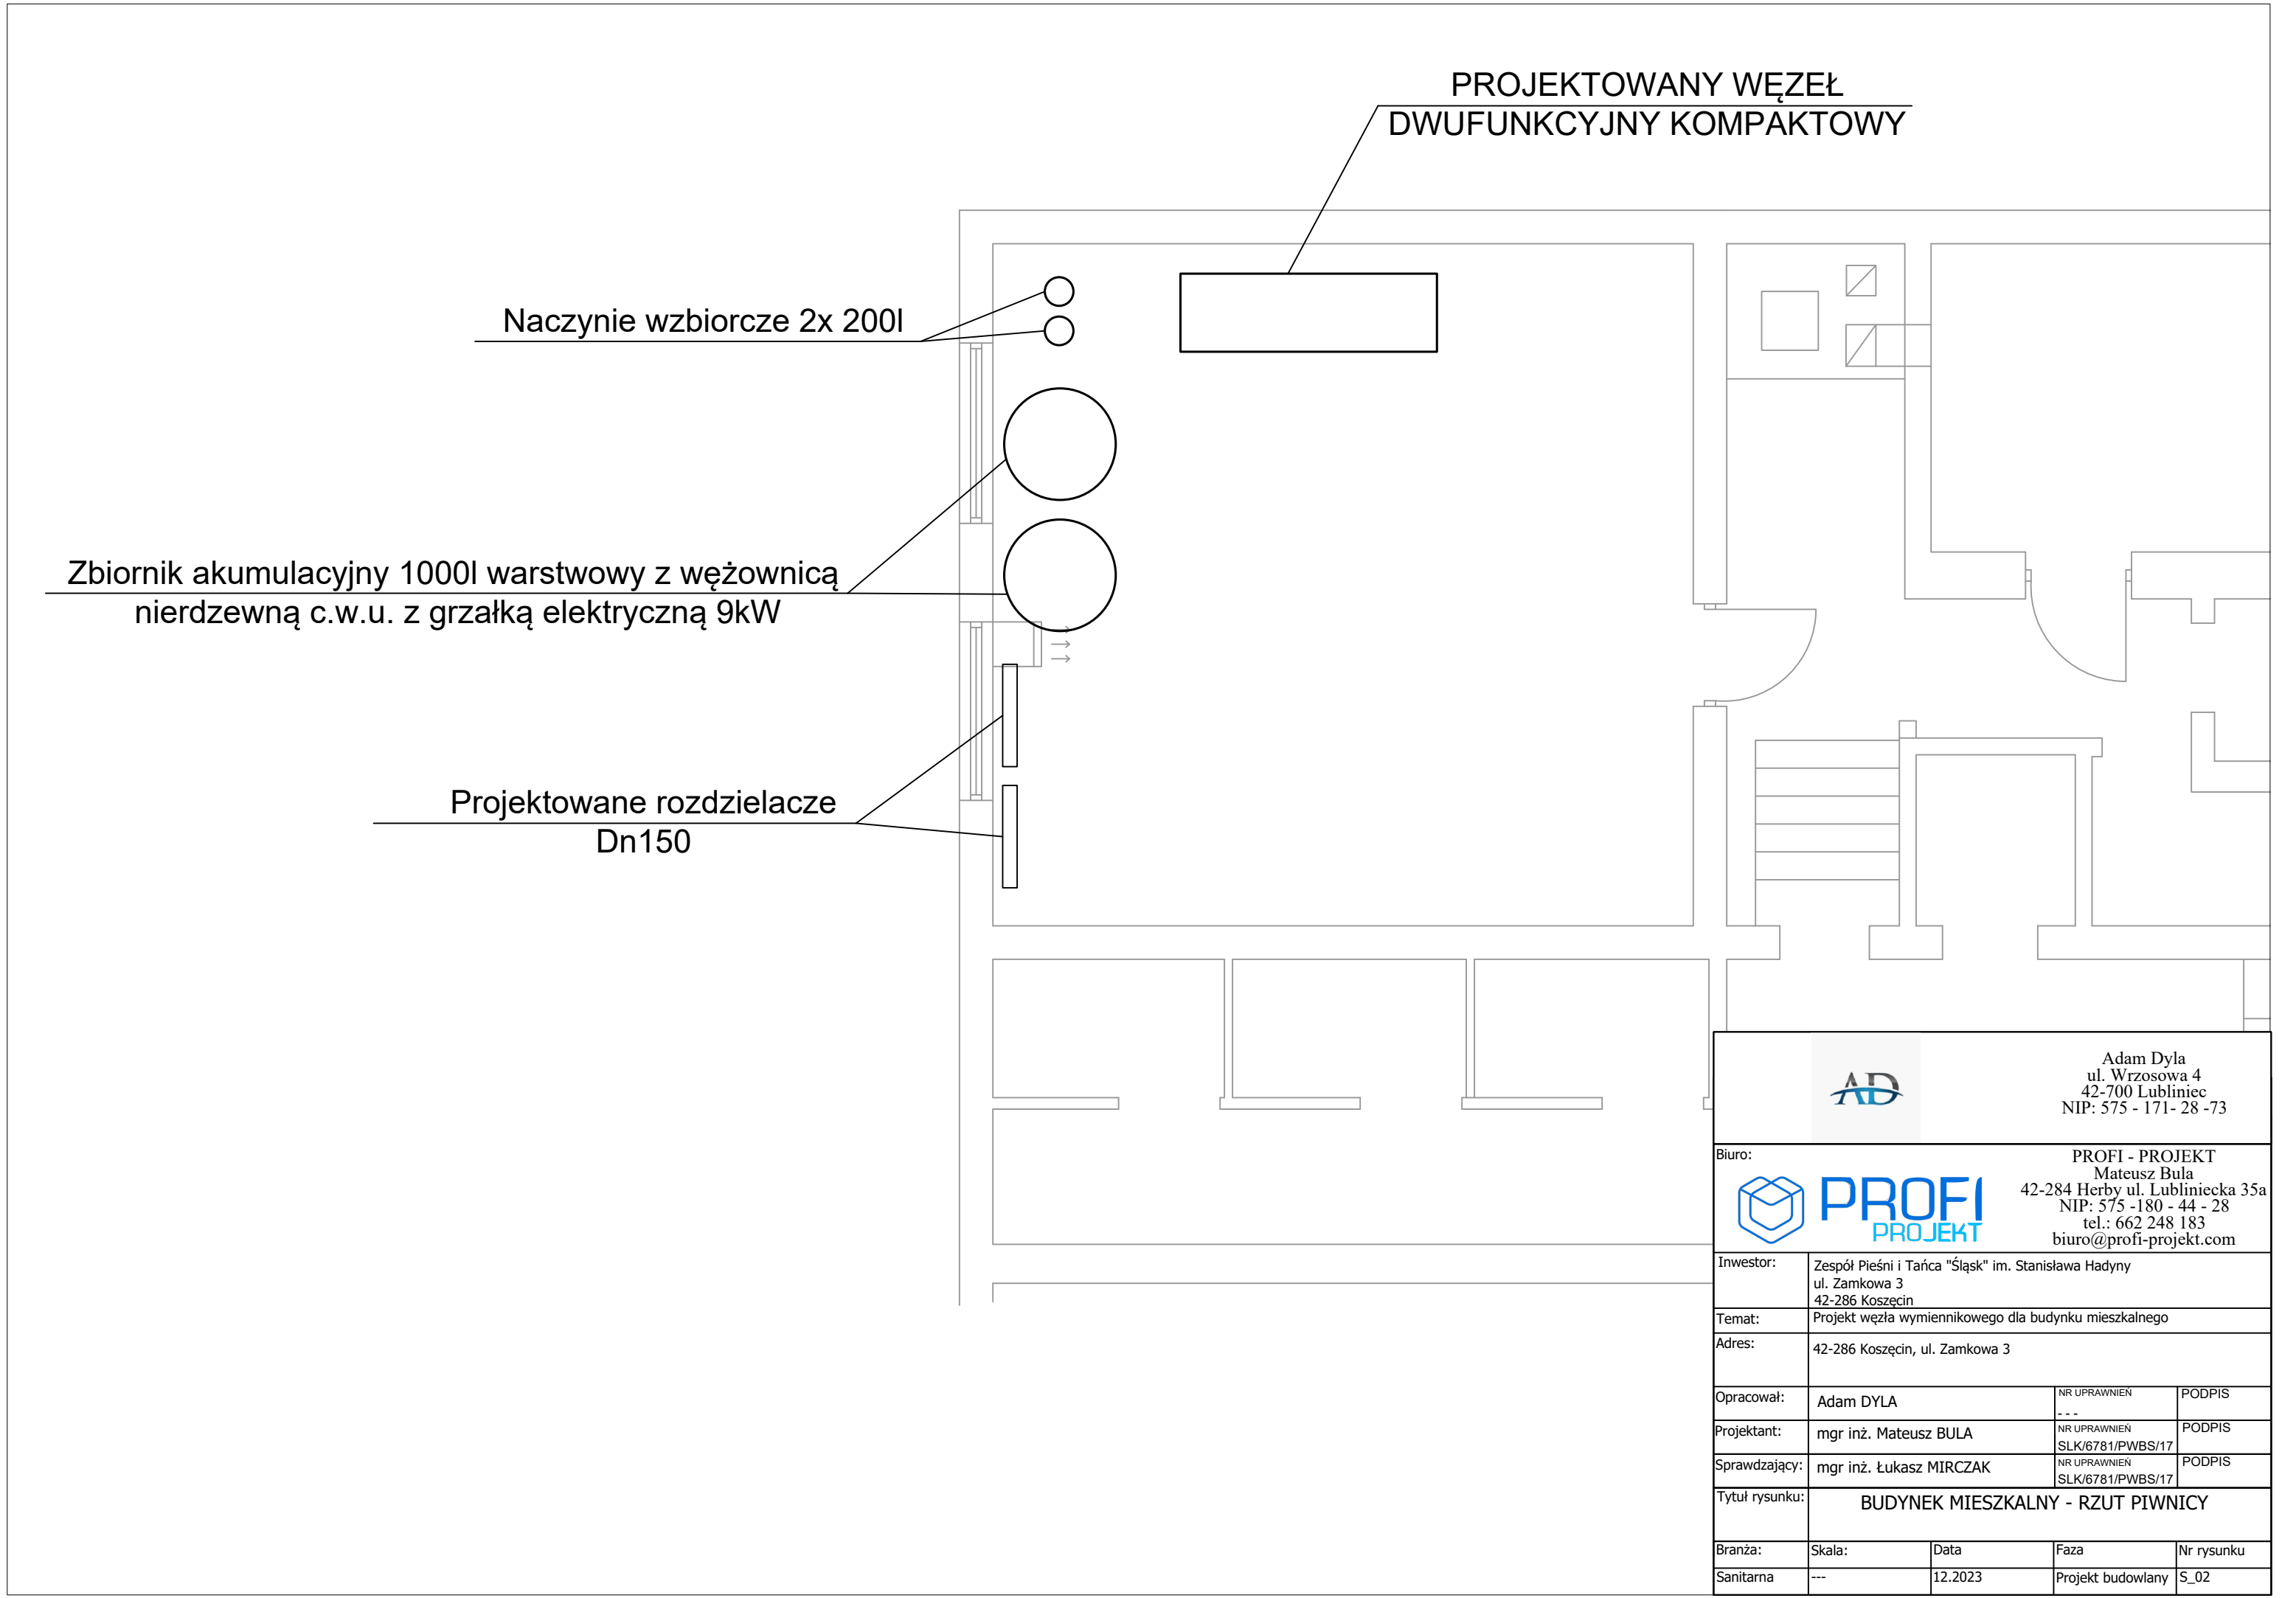 PROJEKTOWANY WĘZEŁ
DWUFUNKCYJNY KOMPAKTOWY
Naczynie wzbiorcze 2x 200l
Zbiornik akumulacyjny 1000l warstwowy z wężownicą
nierdzewną c.w.u. z grzałką elektryczną 9kW
Projektowane rozdzielacze
Dn150
AD
Adam Dyla
ul. Wrzosowa 4
42-700 Lubliniec
NIP: 575 - 171- 28 -73
Biuro:
PROFI
PROJEKT
PROFI - PROJEKT
Mateusz Bula
42-284 Herby ul. Lubliniecka 35a
NIP: 575 -180 - 44 - 28
tel.: 662 248 183
biuro@profi-projekt.com
Inwestor:
Zespół Pieśni i Tańca "Śląsk" im. Stanisława Hadyny
ul. Zamkowa 3
42-286 Koszęcin
Temat:
Projekt węzła wymiennikowego dla budynku mieszkalnego
Adres:
42-286 Koszęcin, ul. Zamkowa 3
Opracował:
Adam DYLA
NR UPRAWNIEŃ
- - -
PODPIS
Projektant:
mgr inż. Mateusz BULA
NR UPRAWNIEŃ
SLK/6781/PWBS/17
PODPIS
Sprawdzający:
mgr inż. Łukasz MIRCZAK
NR UPRAWNIEŃ
SLK/6781/PWBS/17
PODPIS
Tytuł rysunku:
BUDYNEK MIESZKALNY - RZUT PIWNICY
Branża:
Skala:
Data
Faza
Nr rysunku
Sanitarna
---
12.2023
Projekt budowlany
S_02